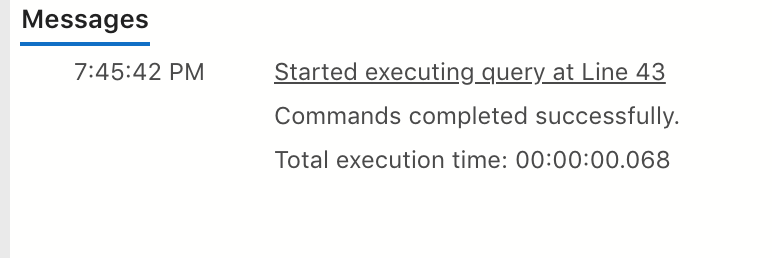 Messages
7:45:42 PM Started executing query at Line 43
Commands completed successfully.
Total execution time: 00:00:00.068